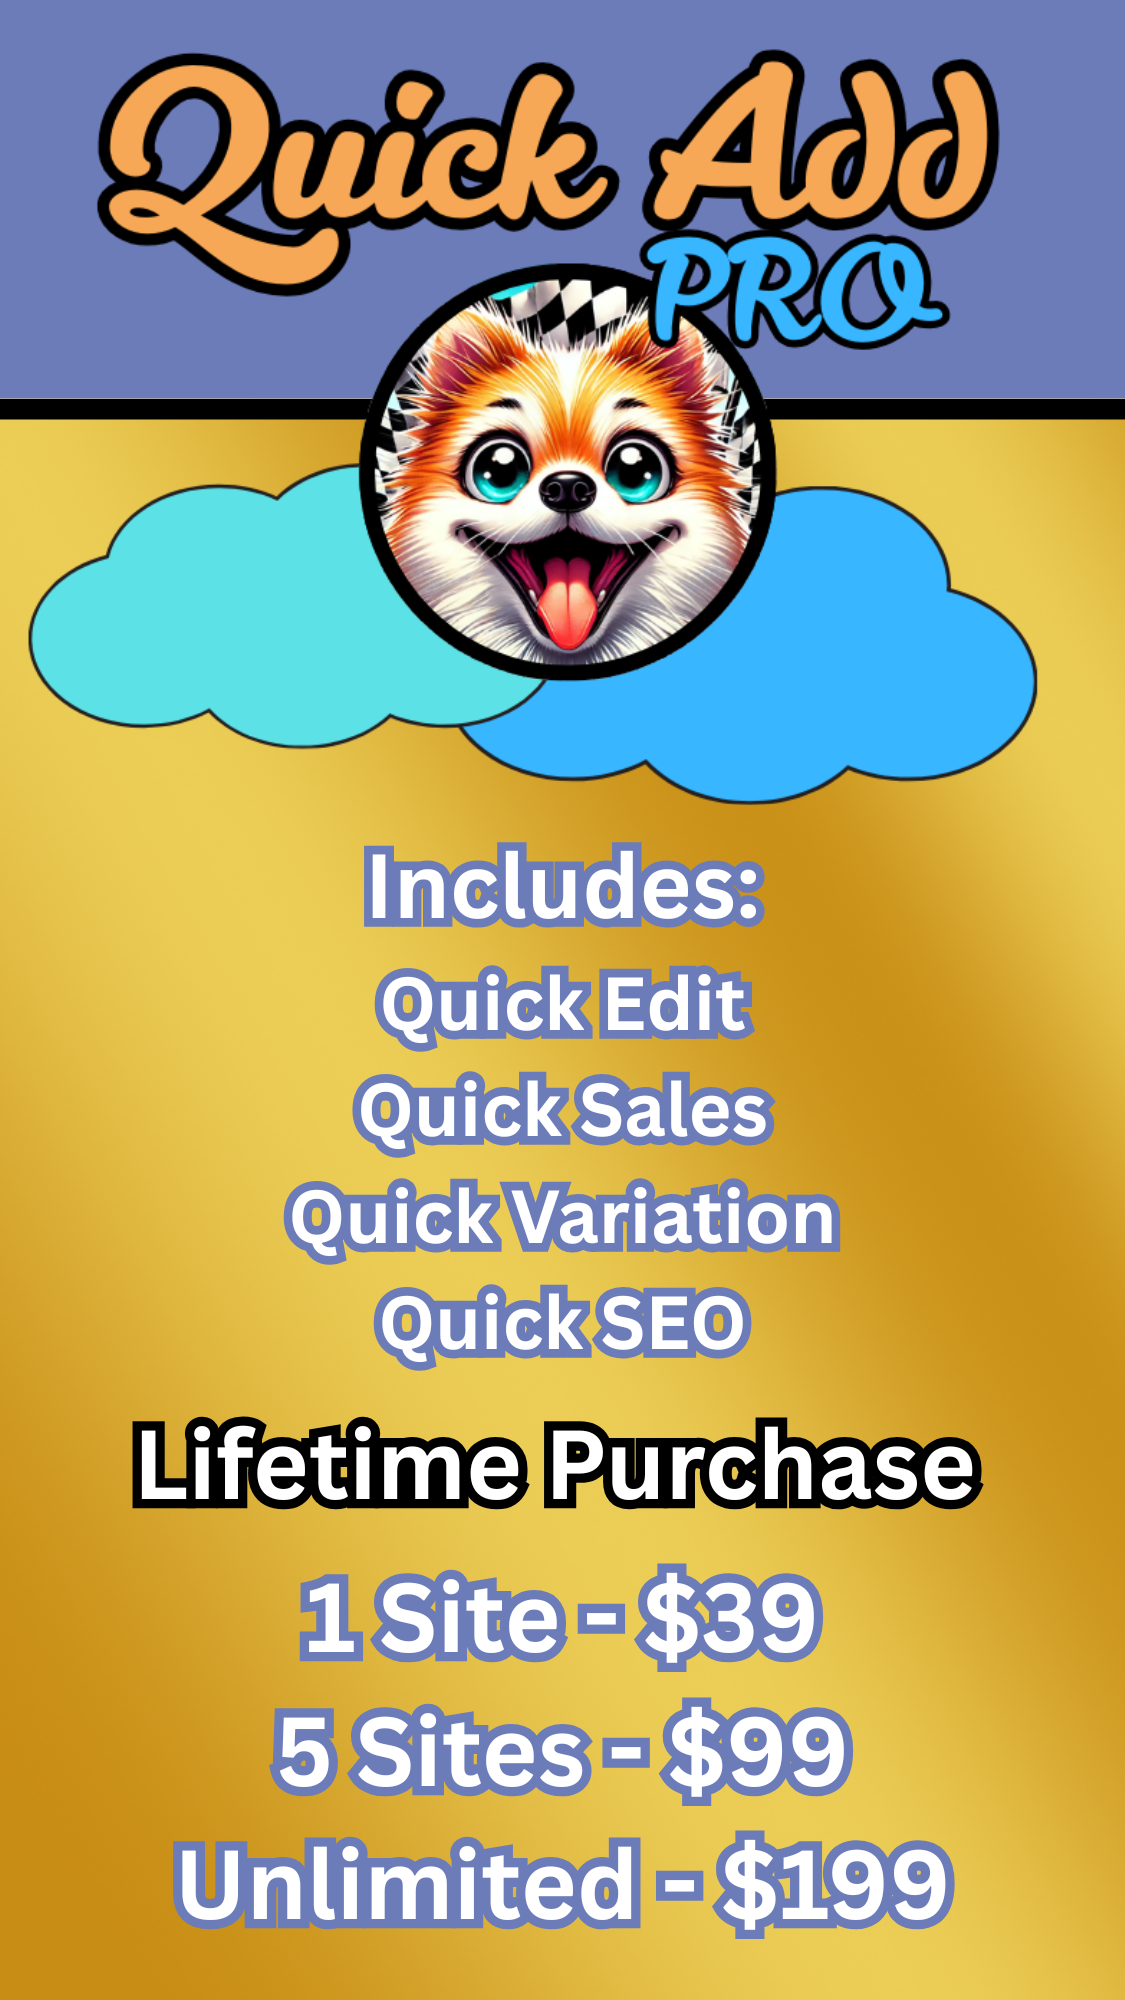 Quick Add
PRO
Includes:
Quick Edit
Quick Sales
Quick Variation
Quick SEO
Lifetime Purchase
1 Site - $39
5 Sites - $99
Unlimited - $199